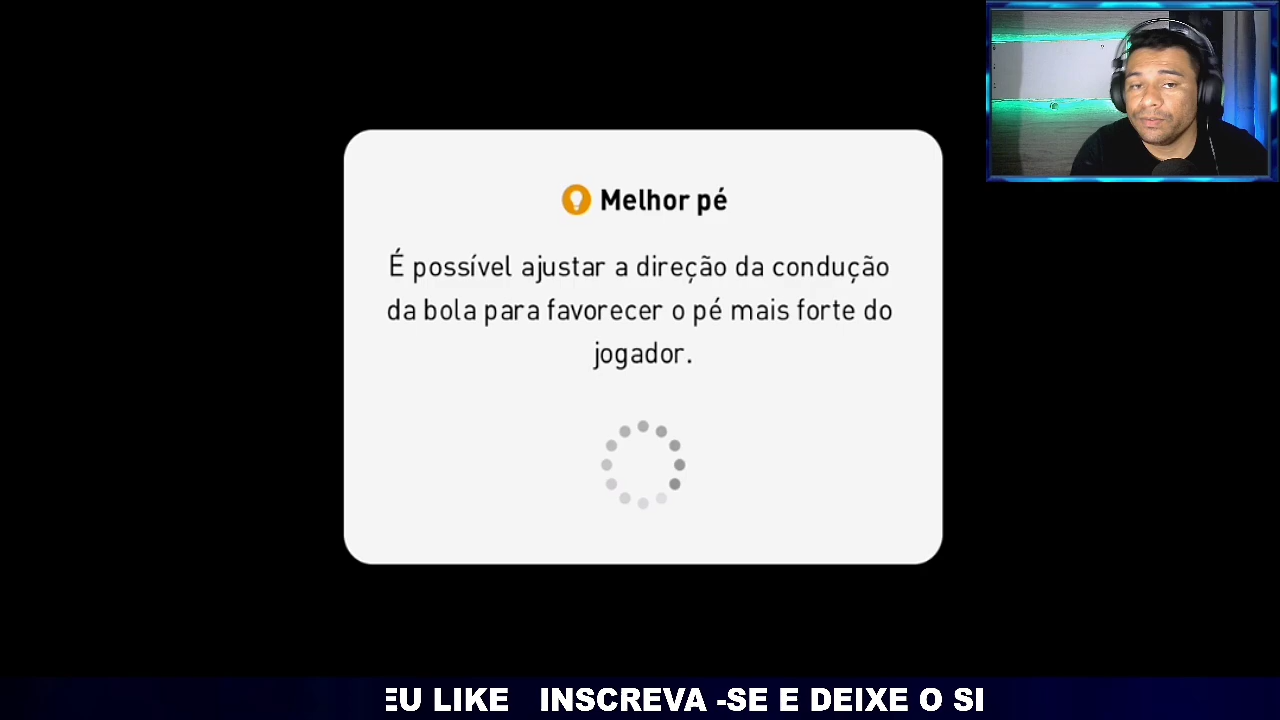 Melhor pé
É possível ajustar a direção da condução
da bola para favorecer o pé mais forte do
jogador.
EU LIKE INSCREVA -SE E DEIXE O SI